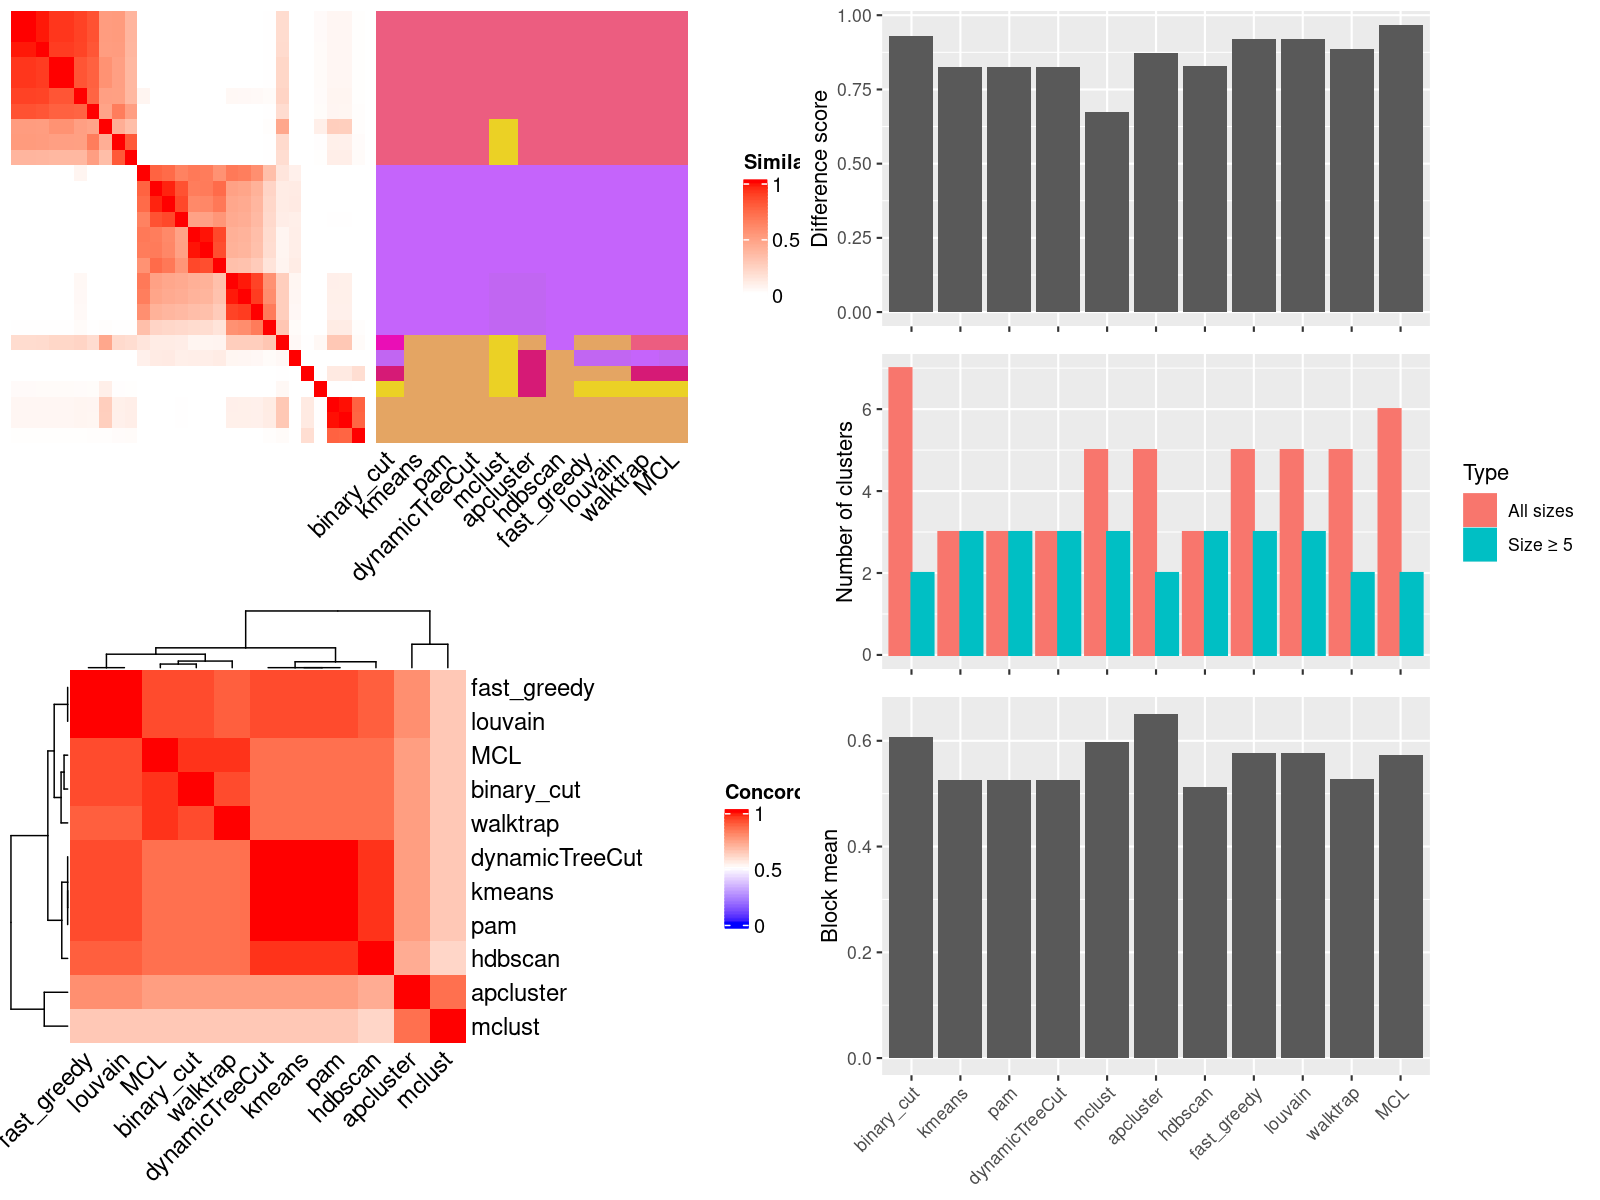 Simila
1
0.5
0
binary_cut
kmeans
pam
dynamicTreeCut
mclust
apcluster
hdbscan
fast_greedy
louvain
walktrap
MCL
fast_greedy
louvain
MCL
binary_cut
walktrap
dynamicTreeCut
kmeans
pam
hdbscan
apcluster
mclust
fast_greedy
louvain
MCL
binary_cut
walktrap
dynamicTreeCut
kmeans
pam
hdbscan
apcluster
mclust
Concord
1
0.5
0
Difference score
1.00
0.75
0.50
0.25
0.00
Number of clusters
6
4
2
0
Type
All sizes
Size ≥ 5
Block mean
0.6
0.4
0.2
0.0
binary_cut
kmeans
pam
dynamicTreeCut
mclust
apcluster
hdbscan
fast_greedy
louvain
walktrap
MCL